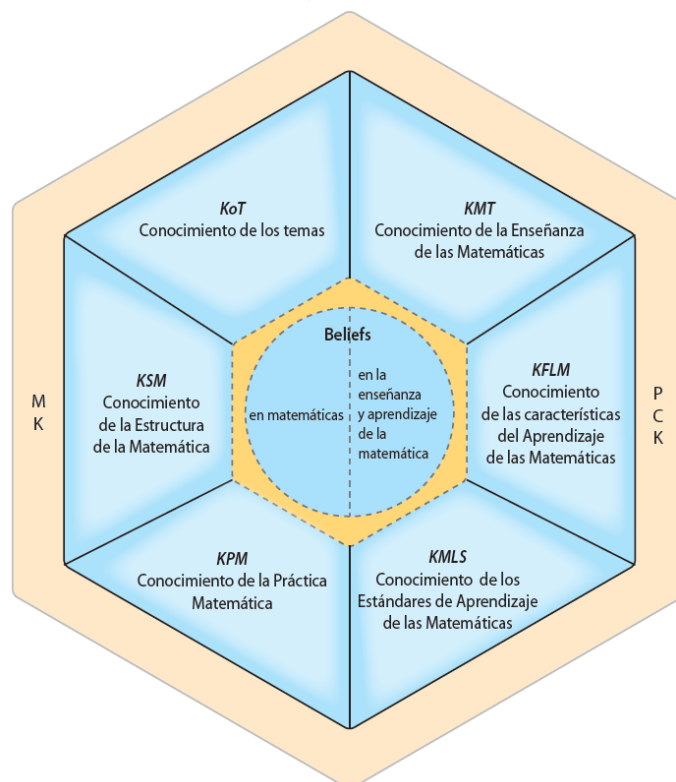 KoT
Conocimiento de los temas
KMT
Conocimiento de la Enseñanza
de las Matemáticas
M
K
KSM
Conocimiento
de la Estructura
de la Matemática
Beliefs
en matemáticas
en la
enseñanza
y aprendizaje
de la
matemática
KFLM
Conocimiento
de las características
del Aprendizaje
de las Matemáticas
P
C
K
KPM
Conocimiento de la Práctica
Matemática
KMLS
Conocimiento de los
Estándares de Aprendizaje
de las Matemáticas